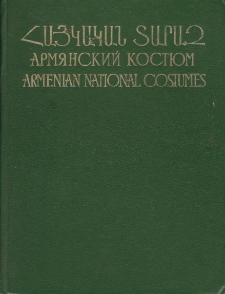 ՀԱՅԿԱԿԱՆ ՏԱՐԱԶ
АРМЯНСКИЙ КОСТЮМ
ARMENIAN NATIONAL COSTUMES